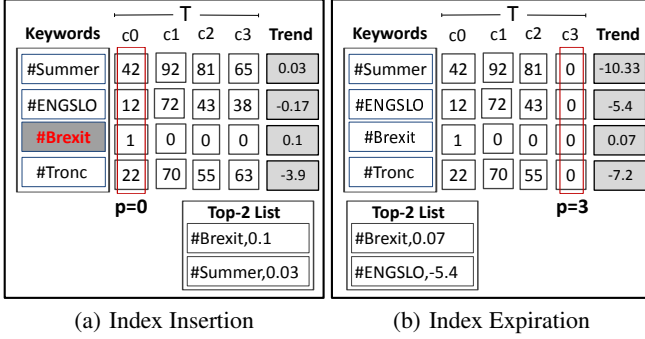 T
Keywords c0 c1 c2 c3 Trend
#Summer 42 92 81 65 0.03
#ENGSLO 12 72 43 38 -0.17
#Brexit 1 0 0 0 0.1
#Tronc 22 70 55 63 -3.9
p=0
Top-2 List
#Brexit,0.1
#Summer,0.03
(a) Index Insertion
T
Keywords c0 c1 c2 c3 Trend
#Summer 42 92 81 0 -10.33
#ENGSLO 12 72 43 0 -5.4
#Brexit 1 0 0 0 0.07
#Tronc 22 70 55 0 -7.2
p=3
Top-2 List
#Brexit,0.07
#ENGSLO,-5.4
(b) Index Expiration